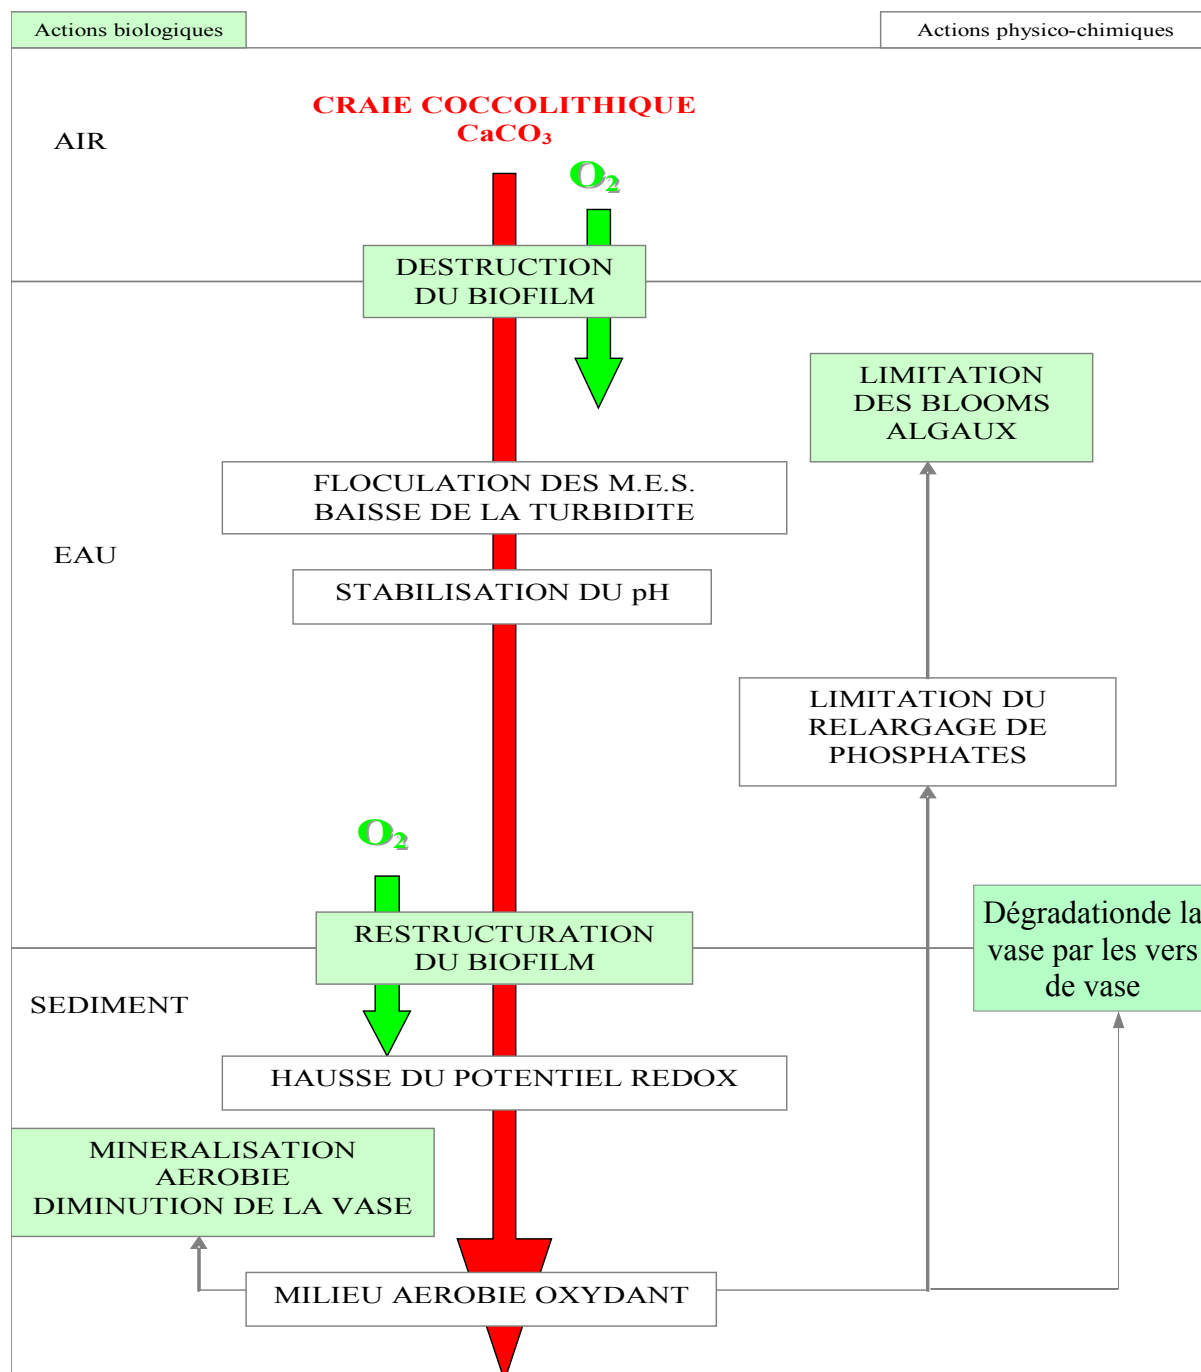 Actions biologiques
Actions physico-chimiques
CRAIE COCCOLITHIQUE
CaCO₃
AIR
O₂
DESTRUCTION
DU BIOFILM
LIMITATION
DES BLOOMS
ALGAUX
FLOCULATION DES M.E.S.
BAISSE DE LA TURBIDITE
EAU
STABILISATION DU pH
LIMITATION DU
RELARGAGE DE
PHOSPHATES
O₂
Dégradationde la
vase par les vers
de vase
RESTRUCTURATION
DU BIOFILM
SEDIMENT
HAUSSE DU POTENTIEL REDOX
MINERALISATION
AEROBIE
DIMINUTION DE LA VASE
MILIEU AEROBIE OXYDANT